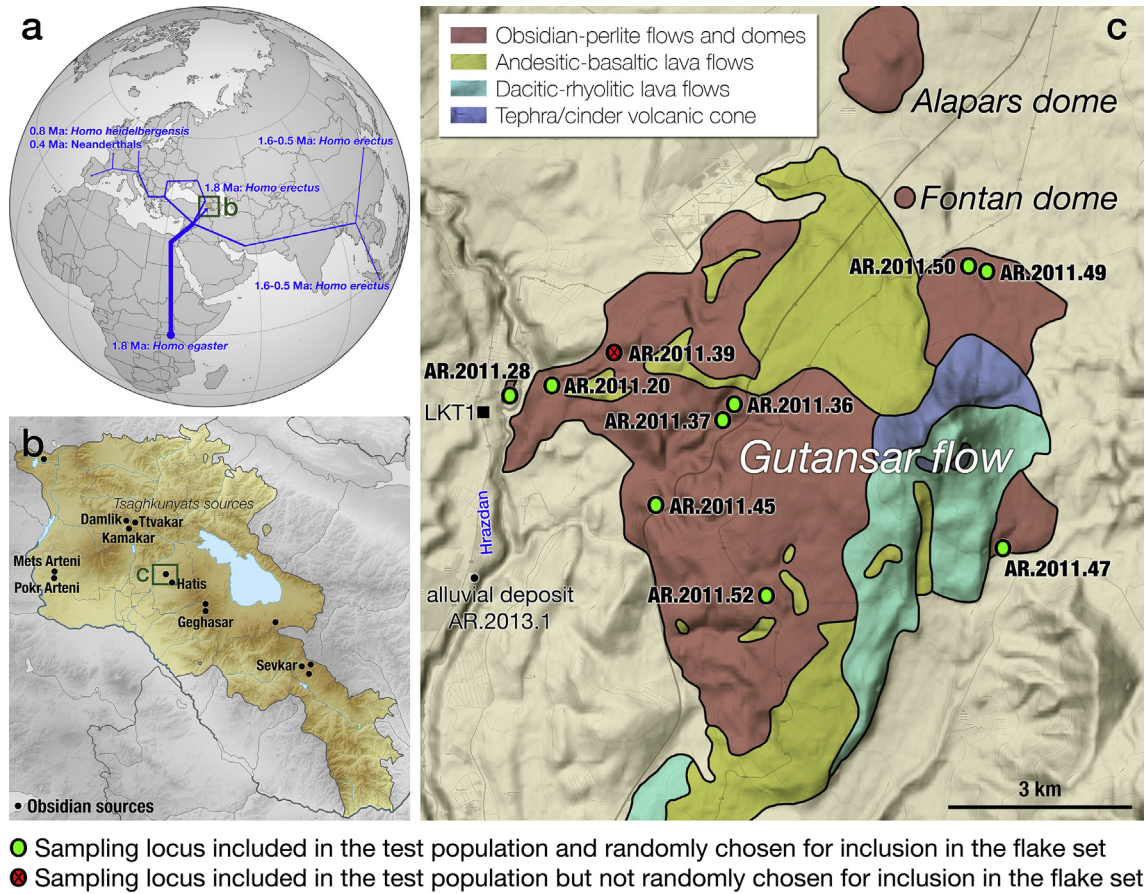 a
0.8 Ma: Homo heidelbergensis
0.4 Ma: Neanderthals
1.6-0.5 Ma: Homo erectus
1.8 Ma: Homo erectus
b
1.6-0.5 Ma: Homo erectus
1.8 Ma: Homo egaster
b
Tsaghkunyats sources
Damlik
Ttvakar
Kamakar
Mets Arteni
Pokr Arteni
c
Hatis
Geghasar
Sevkar
Obsidian sources
c
Obsidian-perlite flows and domes
Andesitic-basaltic lava flows
Dacitic-rhyolitic lava flows
Tephra/cinder volcanic cone
Alapars dome
Fontan dome
AR.2011.50
AR.2011.49
AR.2011.39
AR.2011.28
AR.2011.20
LKT1
AR.2011.36
AR.2011.37
Gutansar flow
AR.2011.45
Hrazdan
AR.2011.47
alluvial deposit
AR.2013.1
AR.2011.52
3 km
Sampling locus included in the test population and randomly chosen for inclusion in the flake set
Sampling locus included in the test population but not randomly chosen for inclusion in the flake set